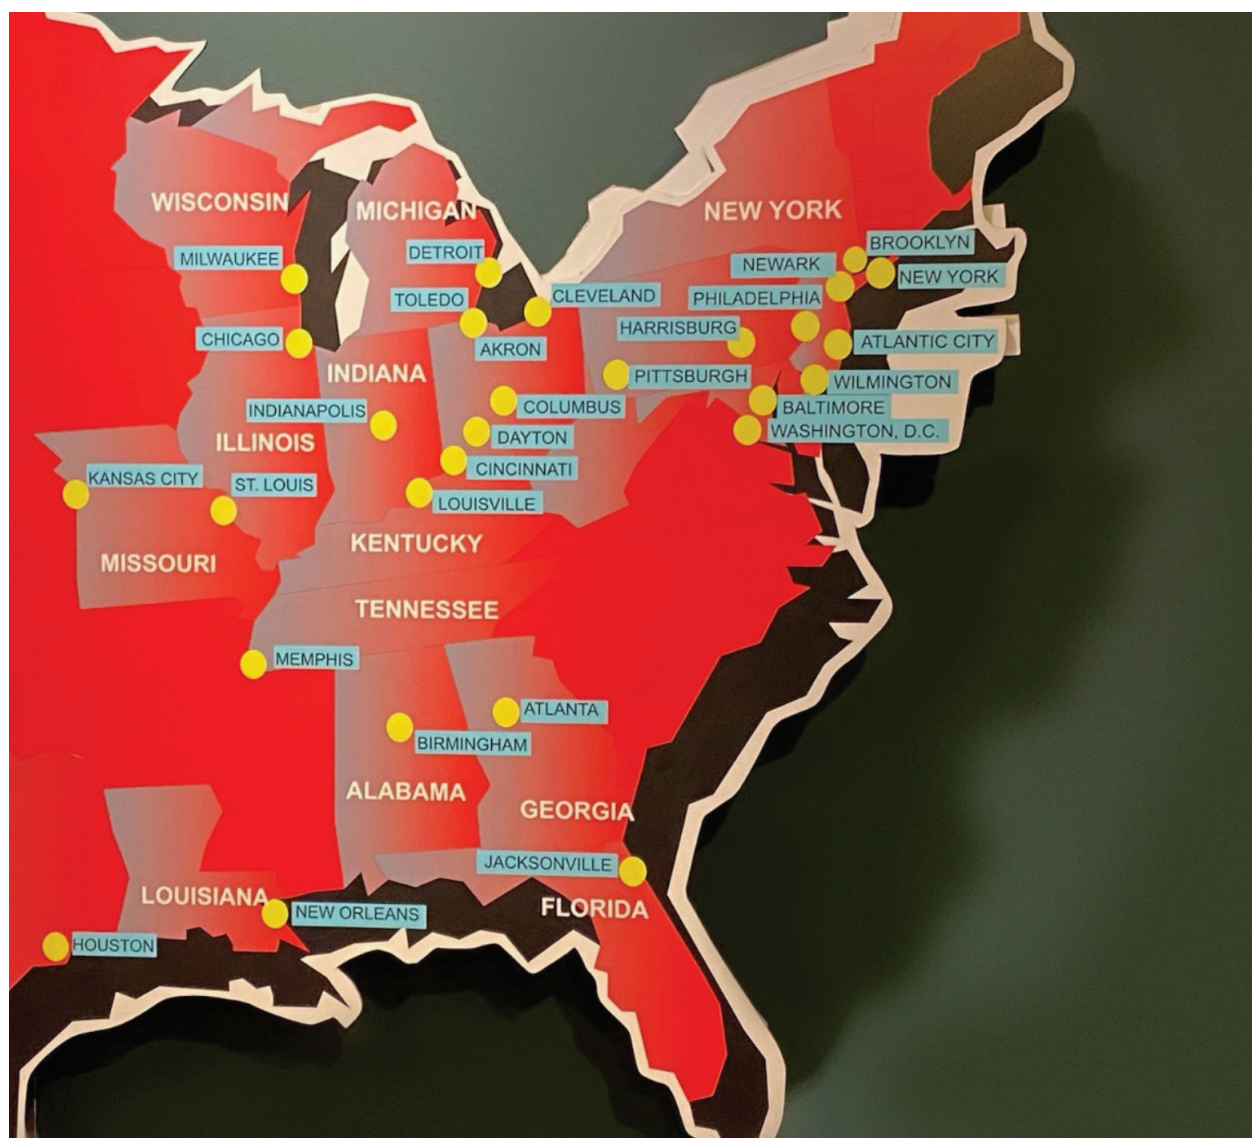 WISCONSIN
MICHIGAN
NEW YORK
BROOKLYN
DETROIT
MILWAUKEE
NEWARK
NEW YORK
TOLEDO
CLEVELAND
PHILADELPHIA
HARRISBURG
CHICAGO
AKRON
ATLANTIC CITY
INDIANA
PITTSBURGH
WILMINGTON
INDIANAPOLIS
COLUMBUS
BALTIMORE
ILLINOIS
DAYTON
WASHINGTON, D.C.
CINCINNATI
KANSAS CITY
ST. LOUIS
LOUISVILLE
KENTUCKY
MISSOURI
TENNESSEE
MEMPHIS
ATLANTA
BIRMINGHAM
ALABAMA
GEORGIA
JACKSONVILLE
LOUISIANA
FLORIDA
NEW ORLEANS
HOUSTON